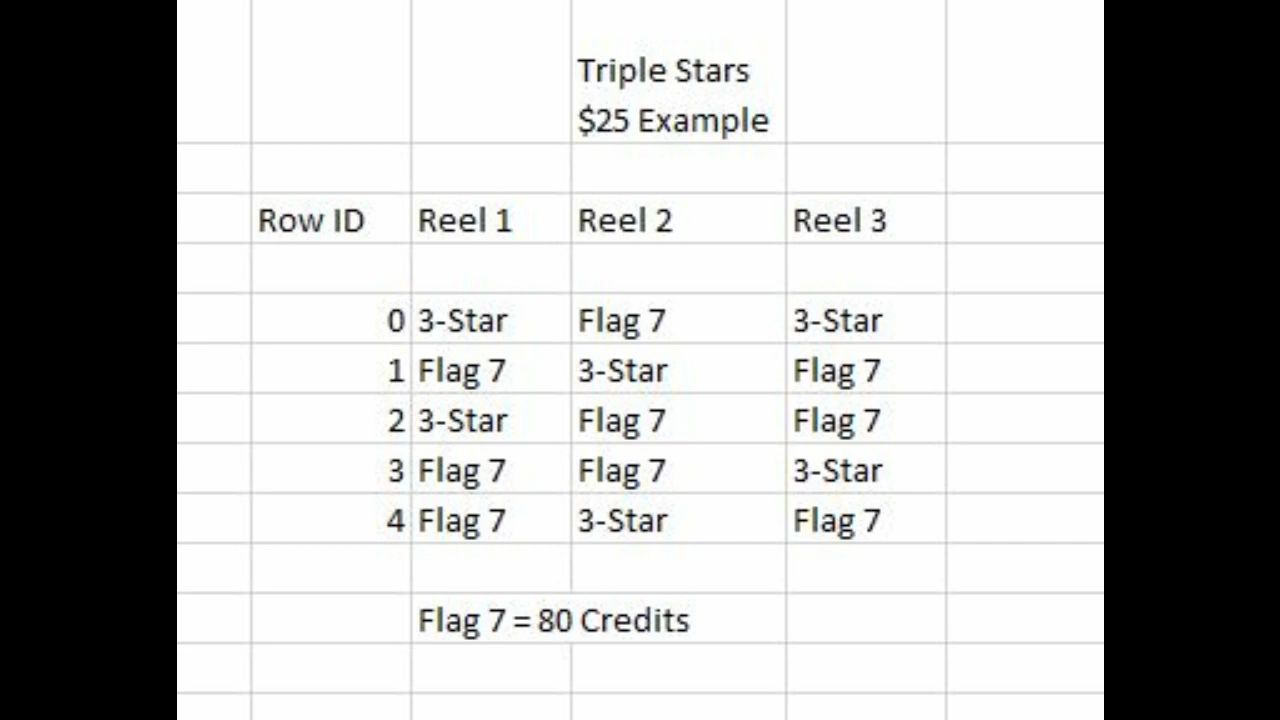 Triple Stars
$25 Example
Row ID Reel 1 Reel 2 Reel 3
0 3-Star Flag 7 3-Star
1 Flag 7 3-Star Flag 7
2 3-Star Flag 7 Flag 7
3 Flag 7 Flag 7 3-Star
4 Flag 7 3-Star Flag 7
Flag 7 = 80 Credits